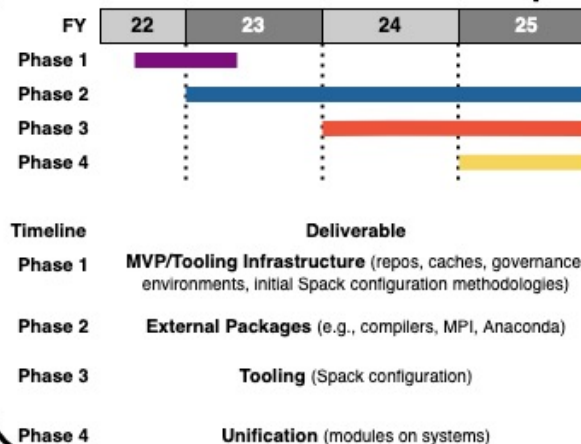 FY 22 23 24 25
Phase 1
Phase 2
Phase 3
Phase 4
Timeline Deliverable
Phase 1 MVP/Tooling Infrastructure (repos, caches, governance
environments, initial Spack configuration methodologies)
Phase 2 External Packages (e.g., compilers, MPI, Anaconda)
Phase 3 Tooling (Spack configuration)
Phase 4 Unification (modules on systems)